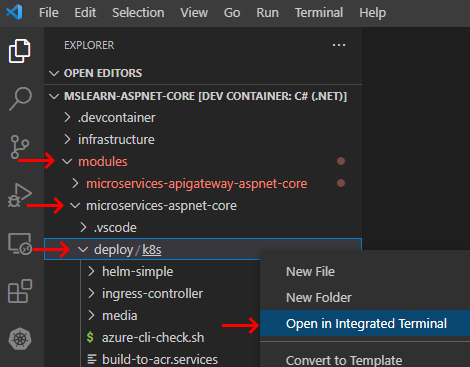 File Edit Selection View Go Run Terminal Help
EXPLORER
OPEN EDITORS
MSLEARN-ASPNET-CORE [DEV CONTAINER: C# (.NET)]
.devcontainer
infrastructure
modules
microservices-apigateway-aspnet-core
microservices-aspnet-core
.vscode
deploy / k8s
helm-simple
ingress-controller
media
$ azure-cli-check.sh
build-to-acr.services
New File
New Folder
Open in Integrated Terminal
Convert to Template